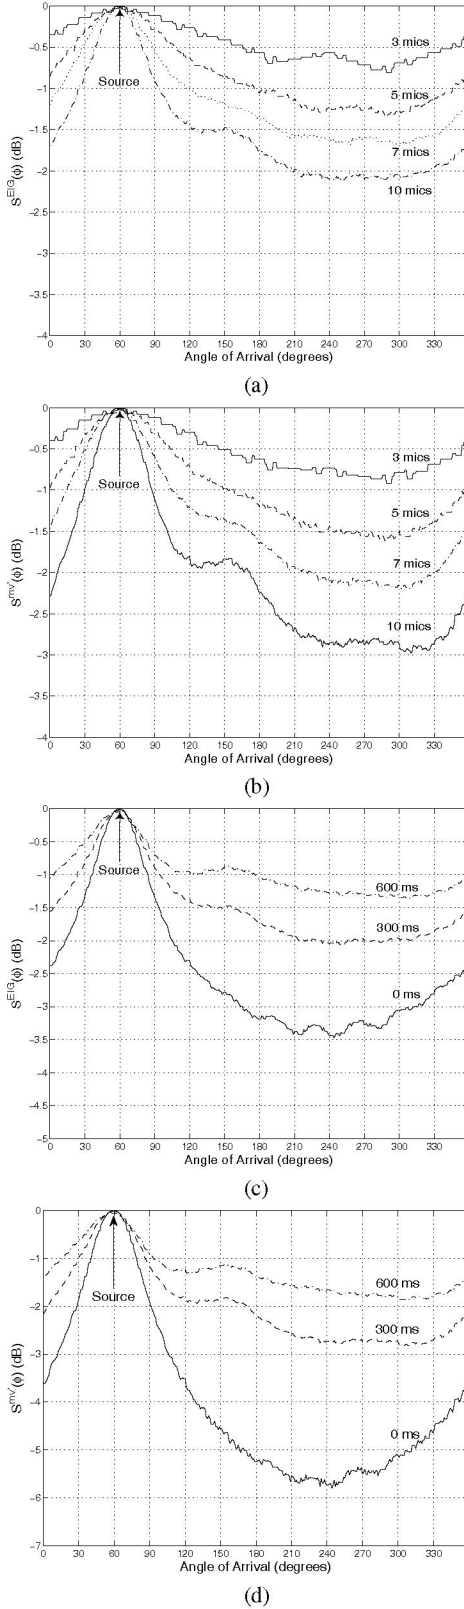 S^EIG(φ) (dB)
0
−0.5
−1
−1.5
−2
−2.5
−3
−3.5
−4
3 mics
5 mics
7 mics
10 mics
Source
0 30 60 90 120 150 180 210 240 270 300 330
Angle of Arrival (degrees)
(a)
S^mv'(φ) (dB)
0
−0.5
−1
−1.5
−2
−2.5
−3
−3.5
−4
3 mics
5 mics
7 mics
10 mics
Source
0 30 60 90 120 150 180 210 240 270 300 330
Angle of Arrival (degrees)
(b)
S^EIG(φ) (dB)
0
−0.5
−1
−1.5
−2
−2.5
−3
−3.5
−4
−4.5
−5
Source
600 ms
300 ms
0 ms
0 30 60 90 120 150 180 210 240 270 300 330
Angle of Arrival (degrees)
(c)
S^mv'(φ) (dB)
0
−1
−2
−3
−4
−5
−6
−7
Source
600 ms
300 ms
0 ms
0 30 60 90 120 150 180 210 240 270 300 330
Angle of Arrival (degrees)
(d)